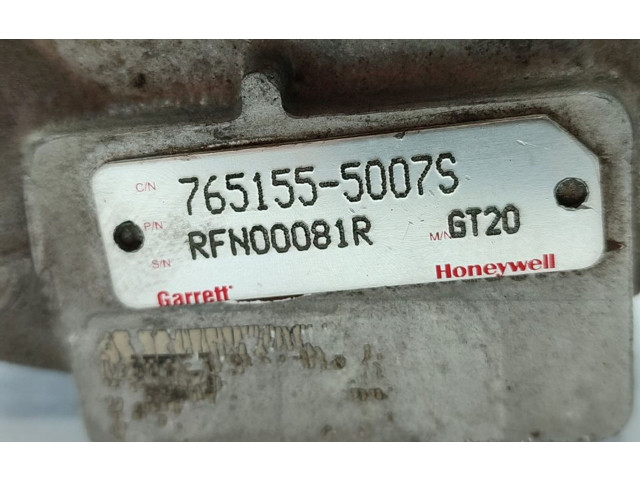 C/N 765155-5007S
P/N
S/N RFN00081R M/N GT20
Garrett Honeywell